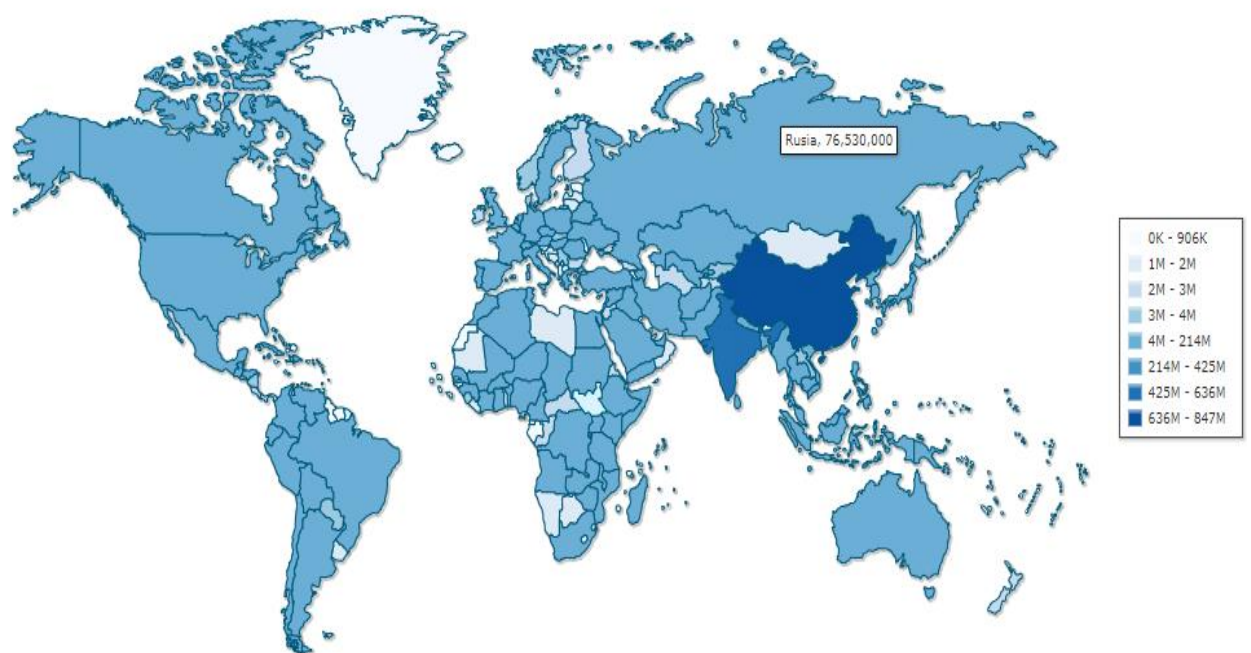 Rusia, 76,530,000
0K - 906K
1M - 2M
2M - 3M
3M - 4M
4M - 214M
214M - 425M
425M - 636M
636M - 847M